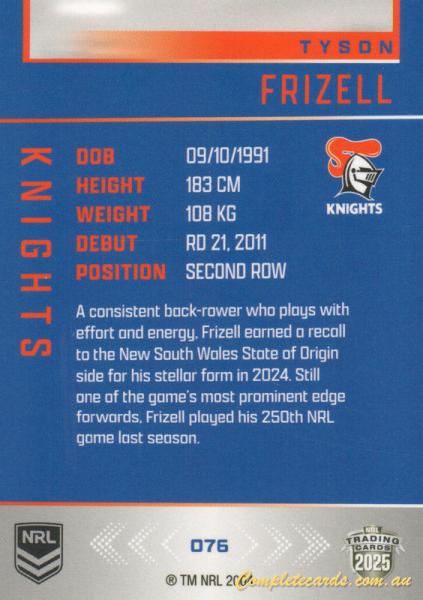 TYSON
FRIZELL
KNIGHTS
DOB 09/10/1991
HEIGHT 183 CM
WEIGHT 108 KG
DEBUT RD 21, 2011
POSITION SECOND ROW
KNIGHTS
A consistent back-rower who plays with
effort and energy, Frizell earned a recall
to the New South Wales State of Origin
side for his stellar form in 2024. Still
one of the game's most prominent edge
forwards, Frizell played his 250th NRL
game last season.
NRL
076
NRL
TRADING
CARDS
2025
® TM NRL
Completecards.com.au